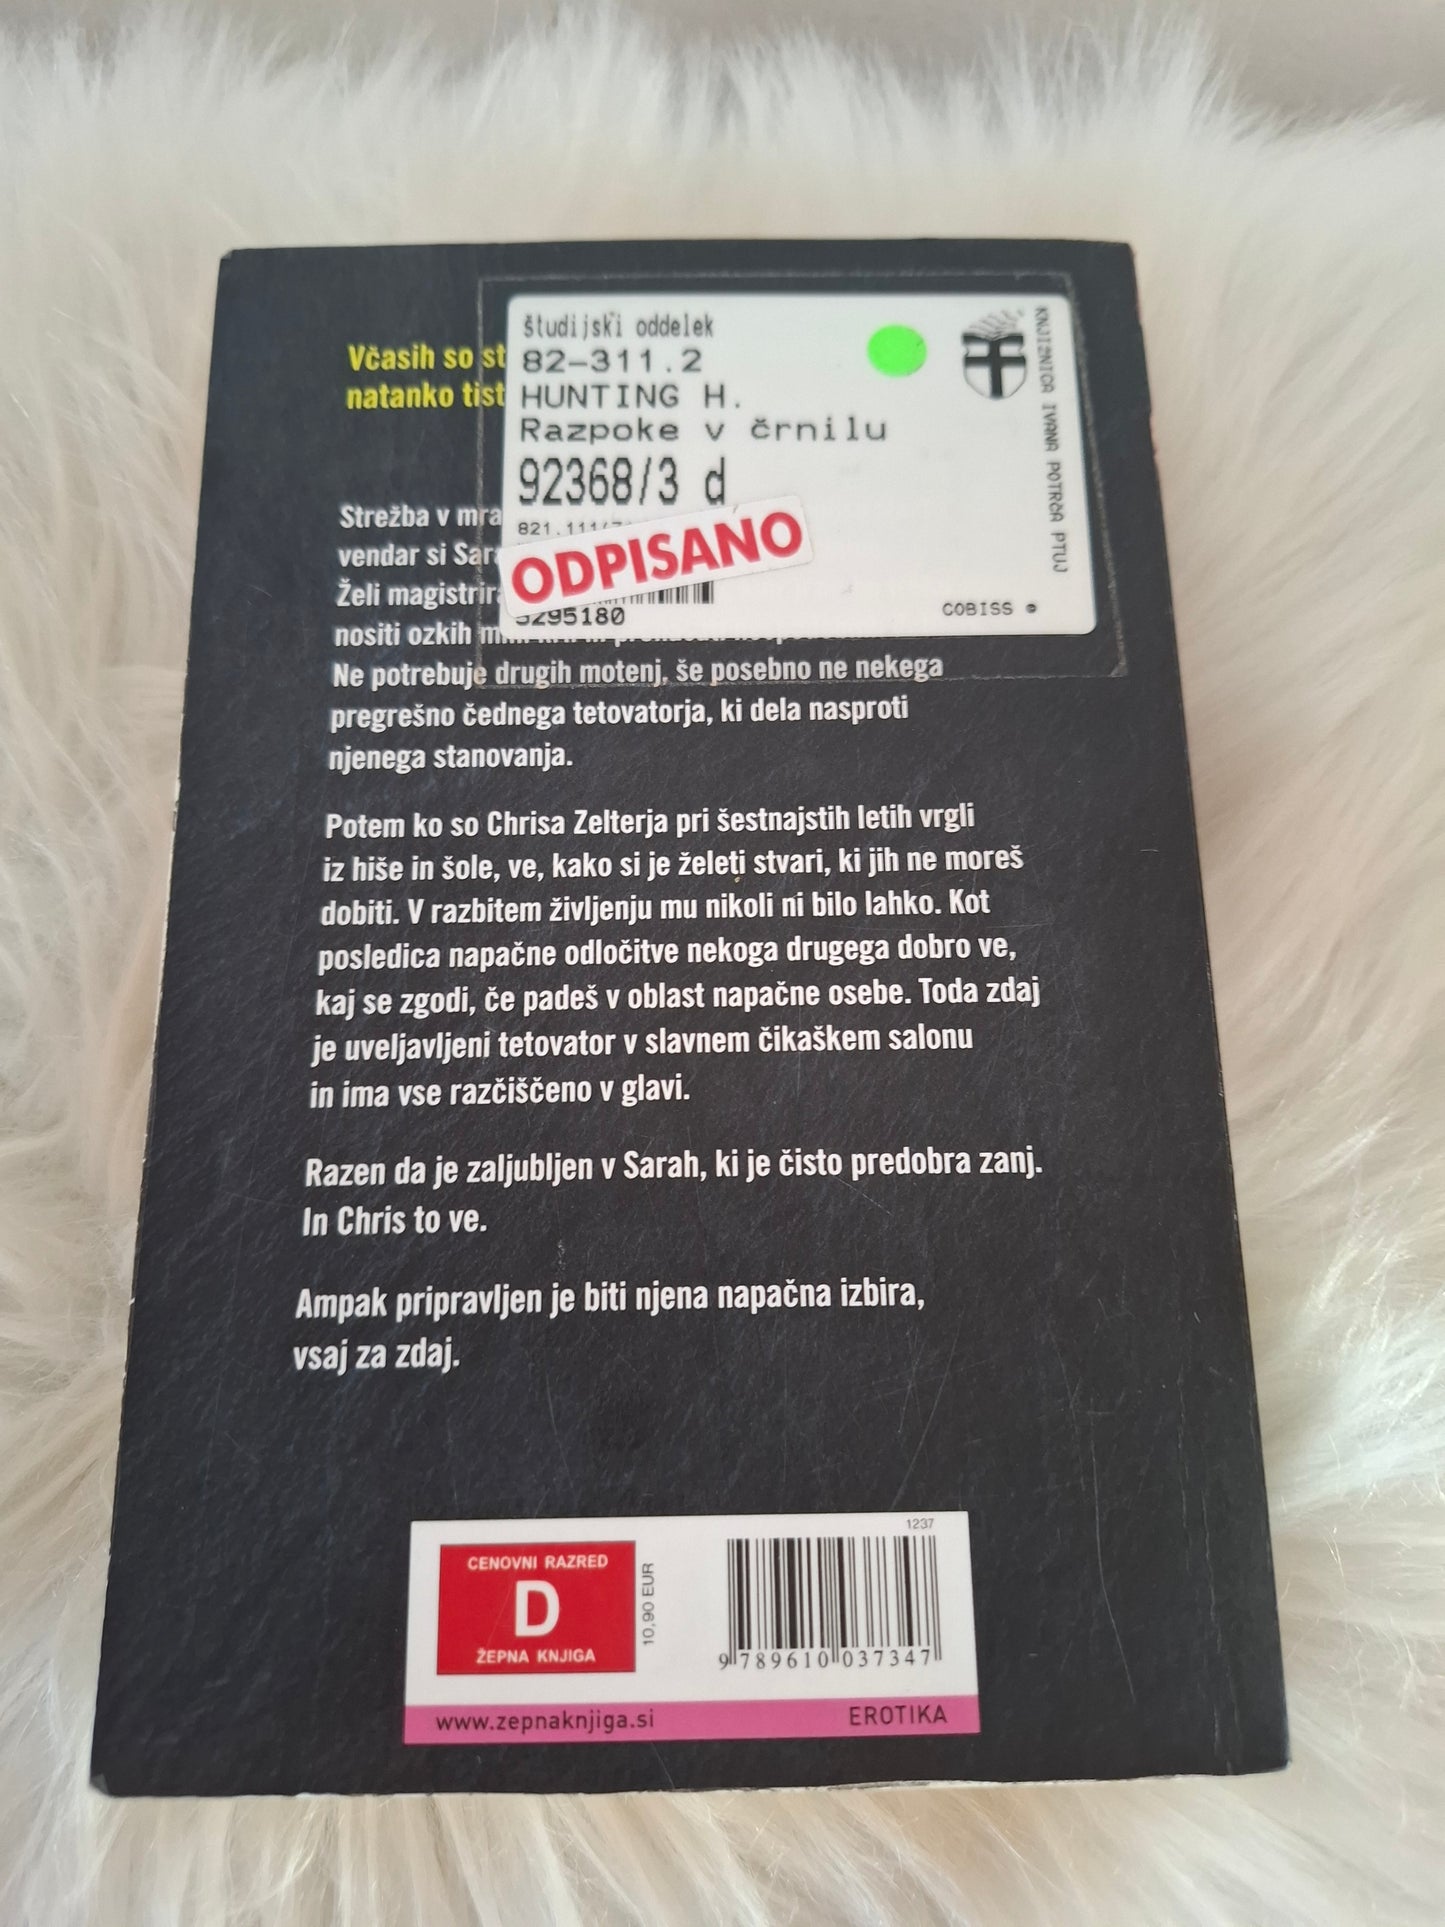 Včasih so st
natanko tist
študijski oddelek
82-311.2
HUNTING H.
Razpoke v črnilu
92368/3 d
821.111
ODPISANO
5295180
COBISS
KNJIŽNICA IVANA POTRČA PTUJ
Strežba v mra
vendar si Sara
Želi magistrira
nositi ozkih
Ne potrebuje drugih motenj, še posebno ne nekega
pregrešno čednega tetovatorja, ki dela nasproti
njenega stanovanja.
Potem ko so Chrisa Zelterja pri šestnajstih letih vrgli
iz hiše in šole, ve, kako si je želeti stvari, ki jih ne moreš
dobiti. V razbitem življenju mu nikoli ni bilo lahko. Kot
posledica napačne odločitve nekoga drugega dobro ve,
kaj se zgodi, če padeš v oblast napačne osebe. Toda zdaj
je uveljavljeni tetovator v slavnem čikaškem salonu
in ima vse razčiščeno v glavi.
Razen da je zaljubljen v Sarah, ki je čisto predobra zanj.
In Chris to ve.
Ampak pripravljen je biti njena napačna izbira,
vsaj za zdaj.
CENOVNI RAZRED
D
ŽEPNA KNJIGA
10,90 EUR
1237
9 789610 037347
www.zepnaknjiga.si
EROTIKA